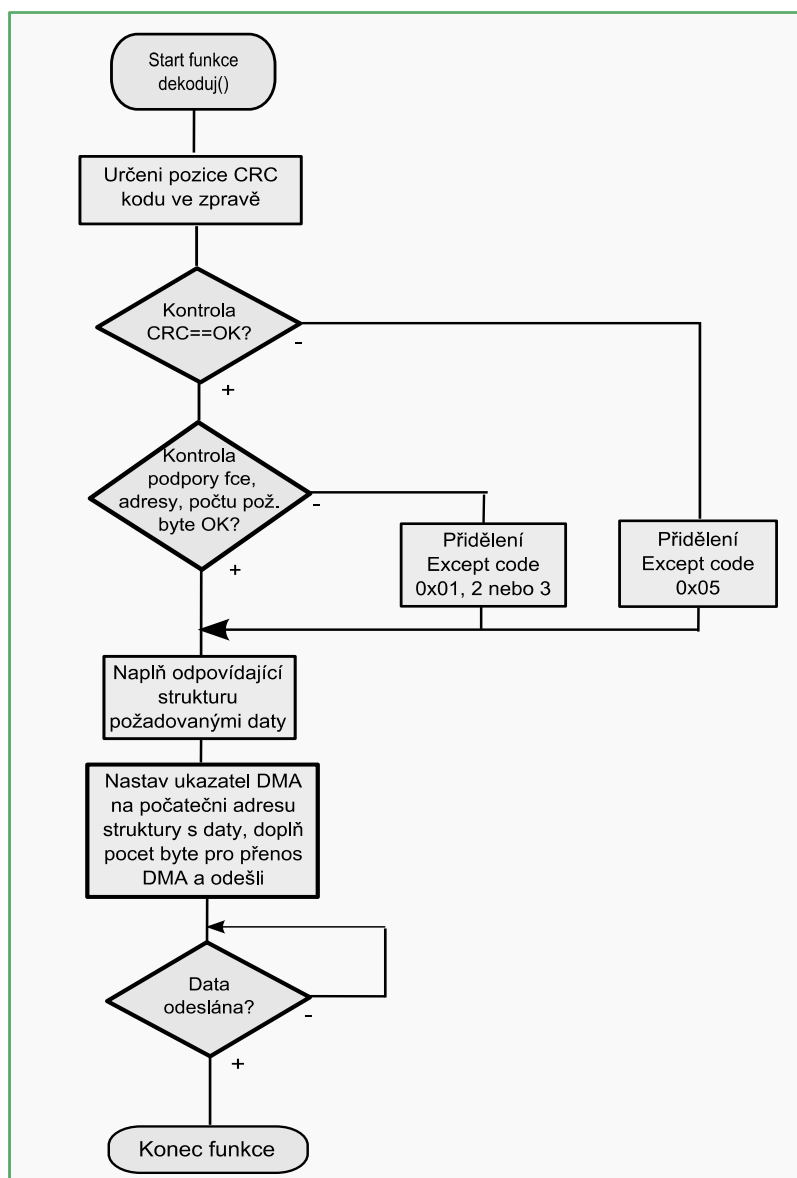 Start funkce
dekoduj()
Určeni pozice CRC
kodu ve zpravě
Kontrola
CRC==OK?
-
+
Kontrola
podpory fce,
adresy, počtu pož.
byte OK?
-
+
Přidělení
Except code
0x01, 2 nebo 3
Přidělení
Except code
0x05
Naplň odpovídající
strukturu
požadovanými daty
Nastav ukazatel DMA
na počatečni adresu
struktury s daty, doplň
pocet byte pro přenos
DMA a odešli
Data
odeslána?
-
+
Konec funkce